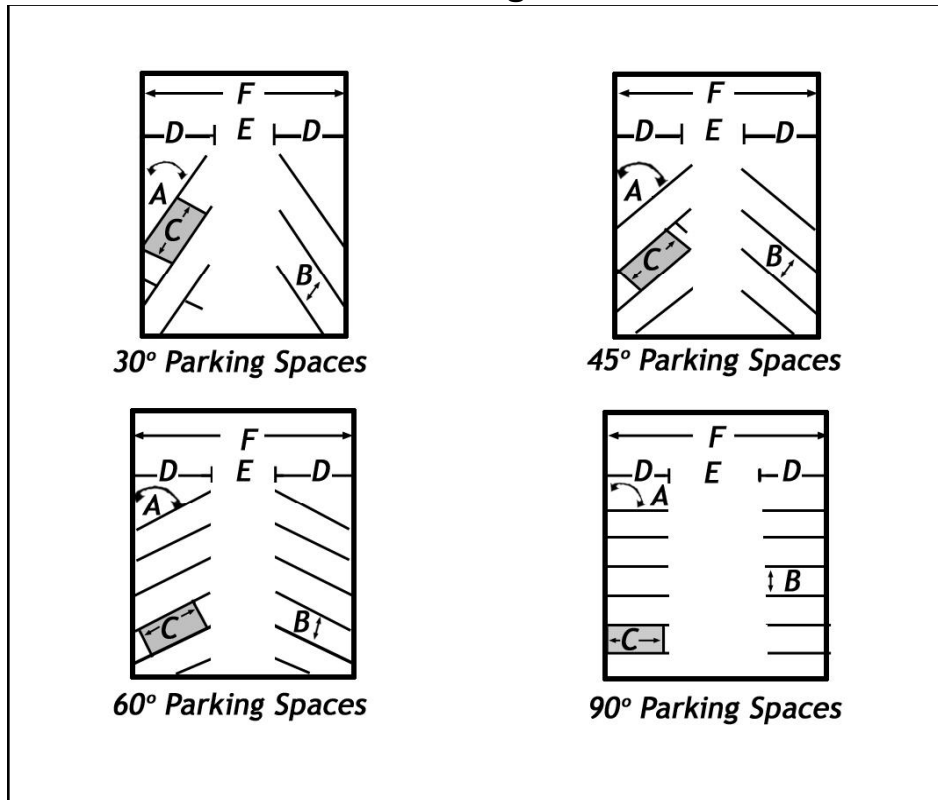 F
D E D
A
C
B
30° Parking Spaces
F
D E D
A
C
B
45° Parking Spaces
F
D E D
A
C
B
60° Parking Spaces
F
D E D
A
B
C
90° Parking Spaces